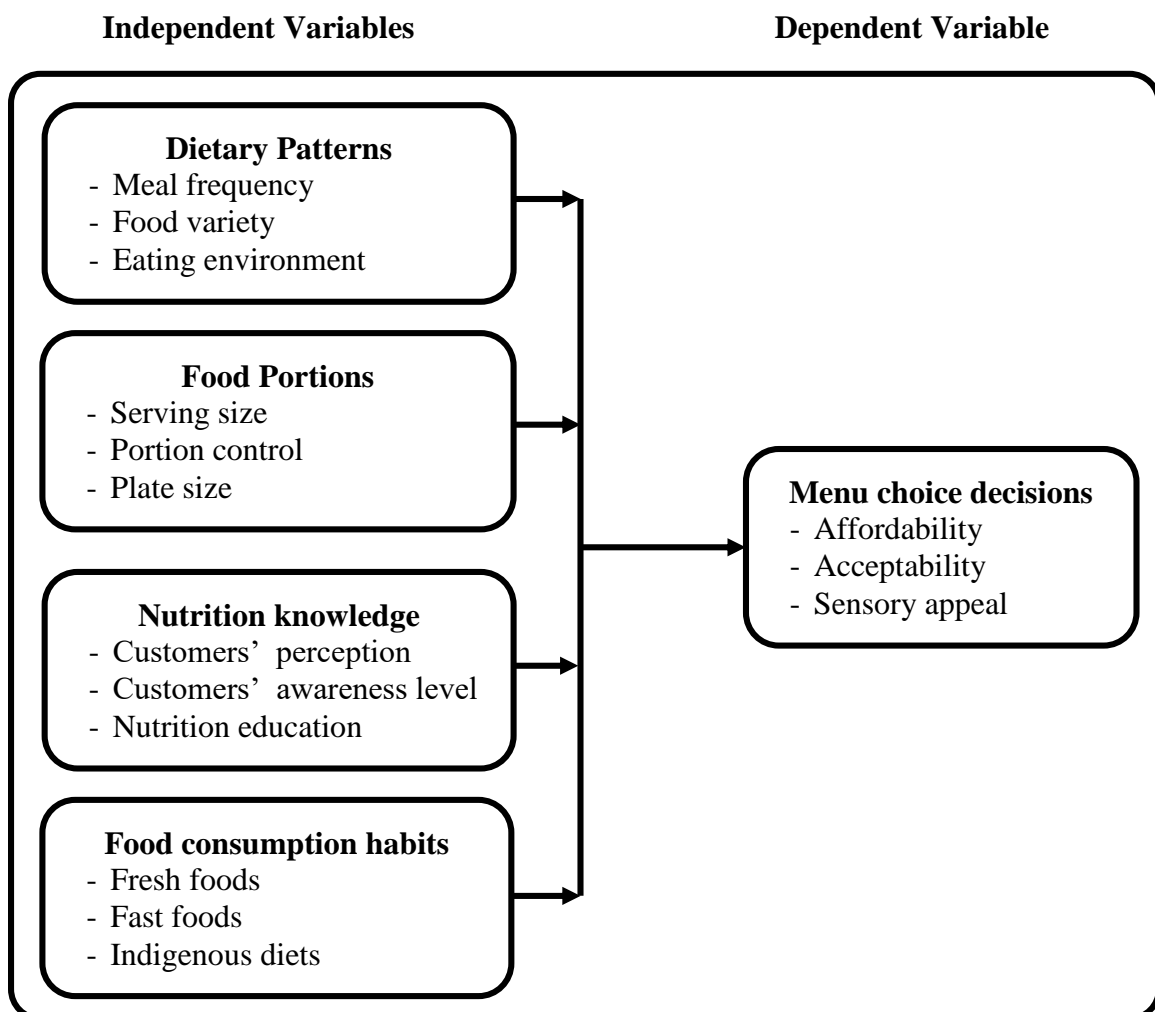 Independent Variables
Dependent Variable
Dietary Patterns
- Meal frequency
- Food variety
- Eating environment
Food Portions
- Serving size
- Portion control
- Plate size
Nutrition knowledge
- Customers’ perception
- Customers’ awareness level
- Nutrition education
Food consumption habits
- Fresh foods
- Fast foods
- Indigenous diets
Menu choice decisions
- Affordability
- Acceptability
- Sensory appeal